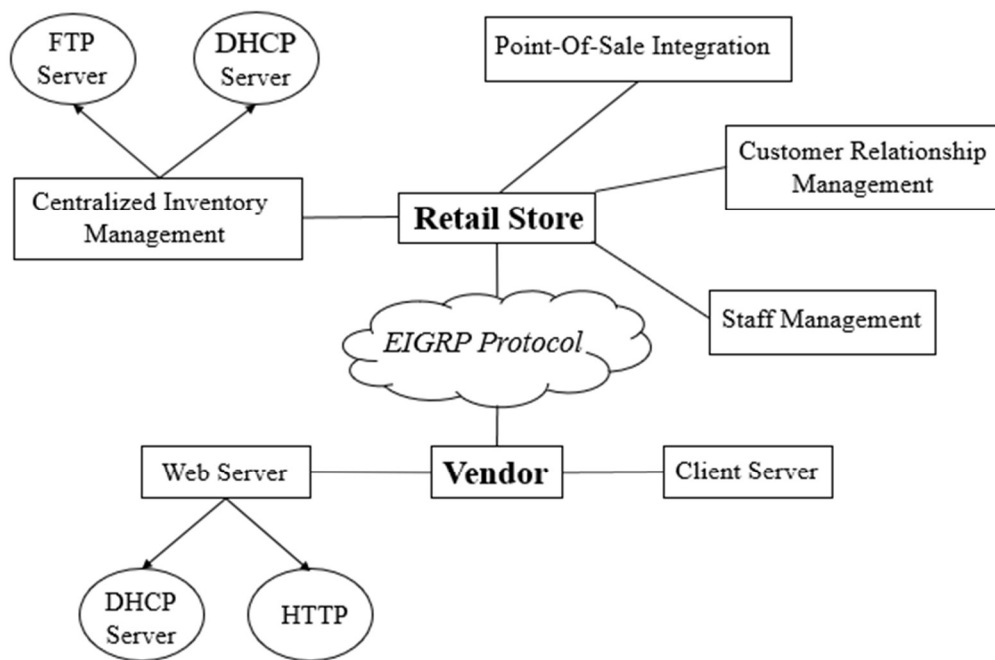 FTP
Server
DHCP
Server
Point-Of-Sale Integration
Customer Relationship
Management
Centralized Inventory
Management
Retail Store
Staff Management
EIGRP Protocol
Web Server
Vendor
Client Server
DHCP
Server
HTTP